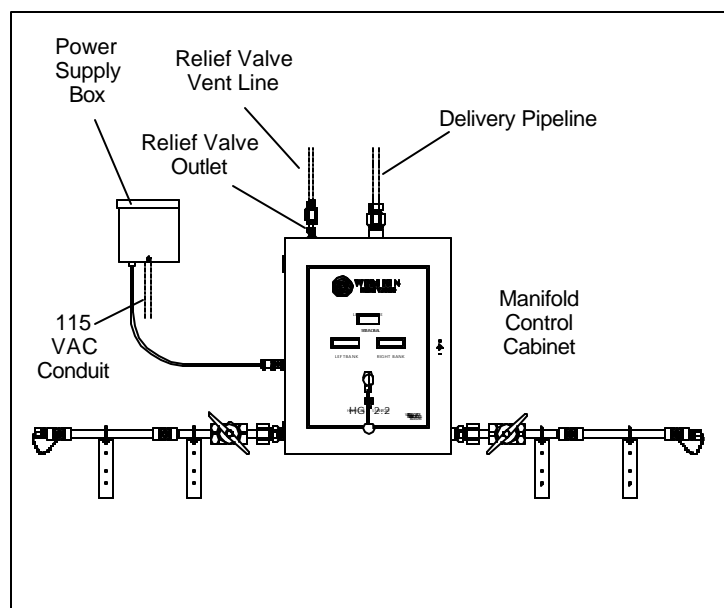 Power
Supply
Box
Relief Valve
Vent Line
Delivery Pipeline
Relief Valve
Outlet
Manifold
Control
Cabinet
115
VAC
Conduit
LEFT BANK
RIGHT BANK